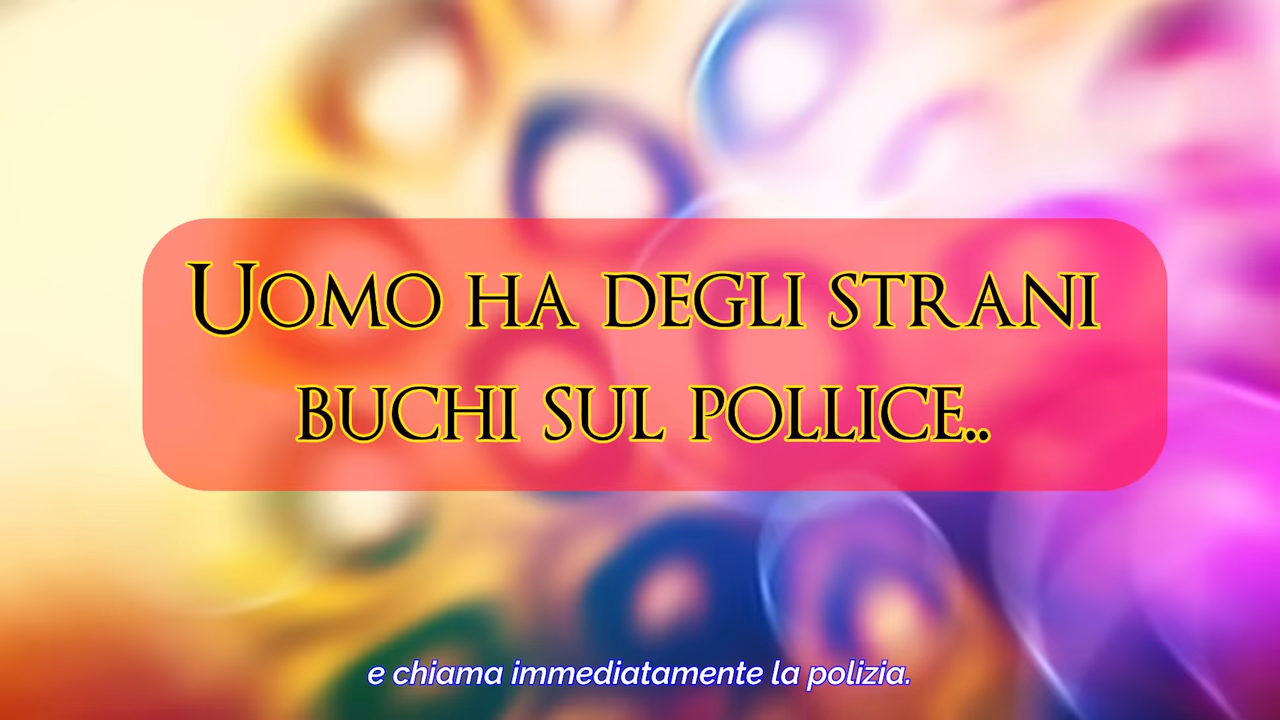 Uomo ha degli strani
buchi sul pollice..
e chiama immediatamente la polizia.